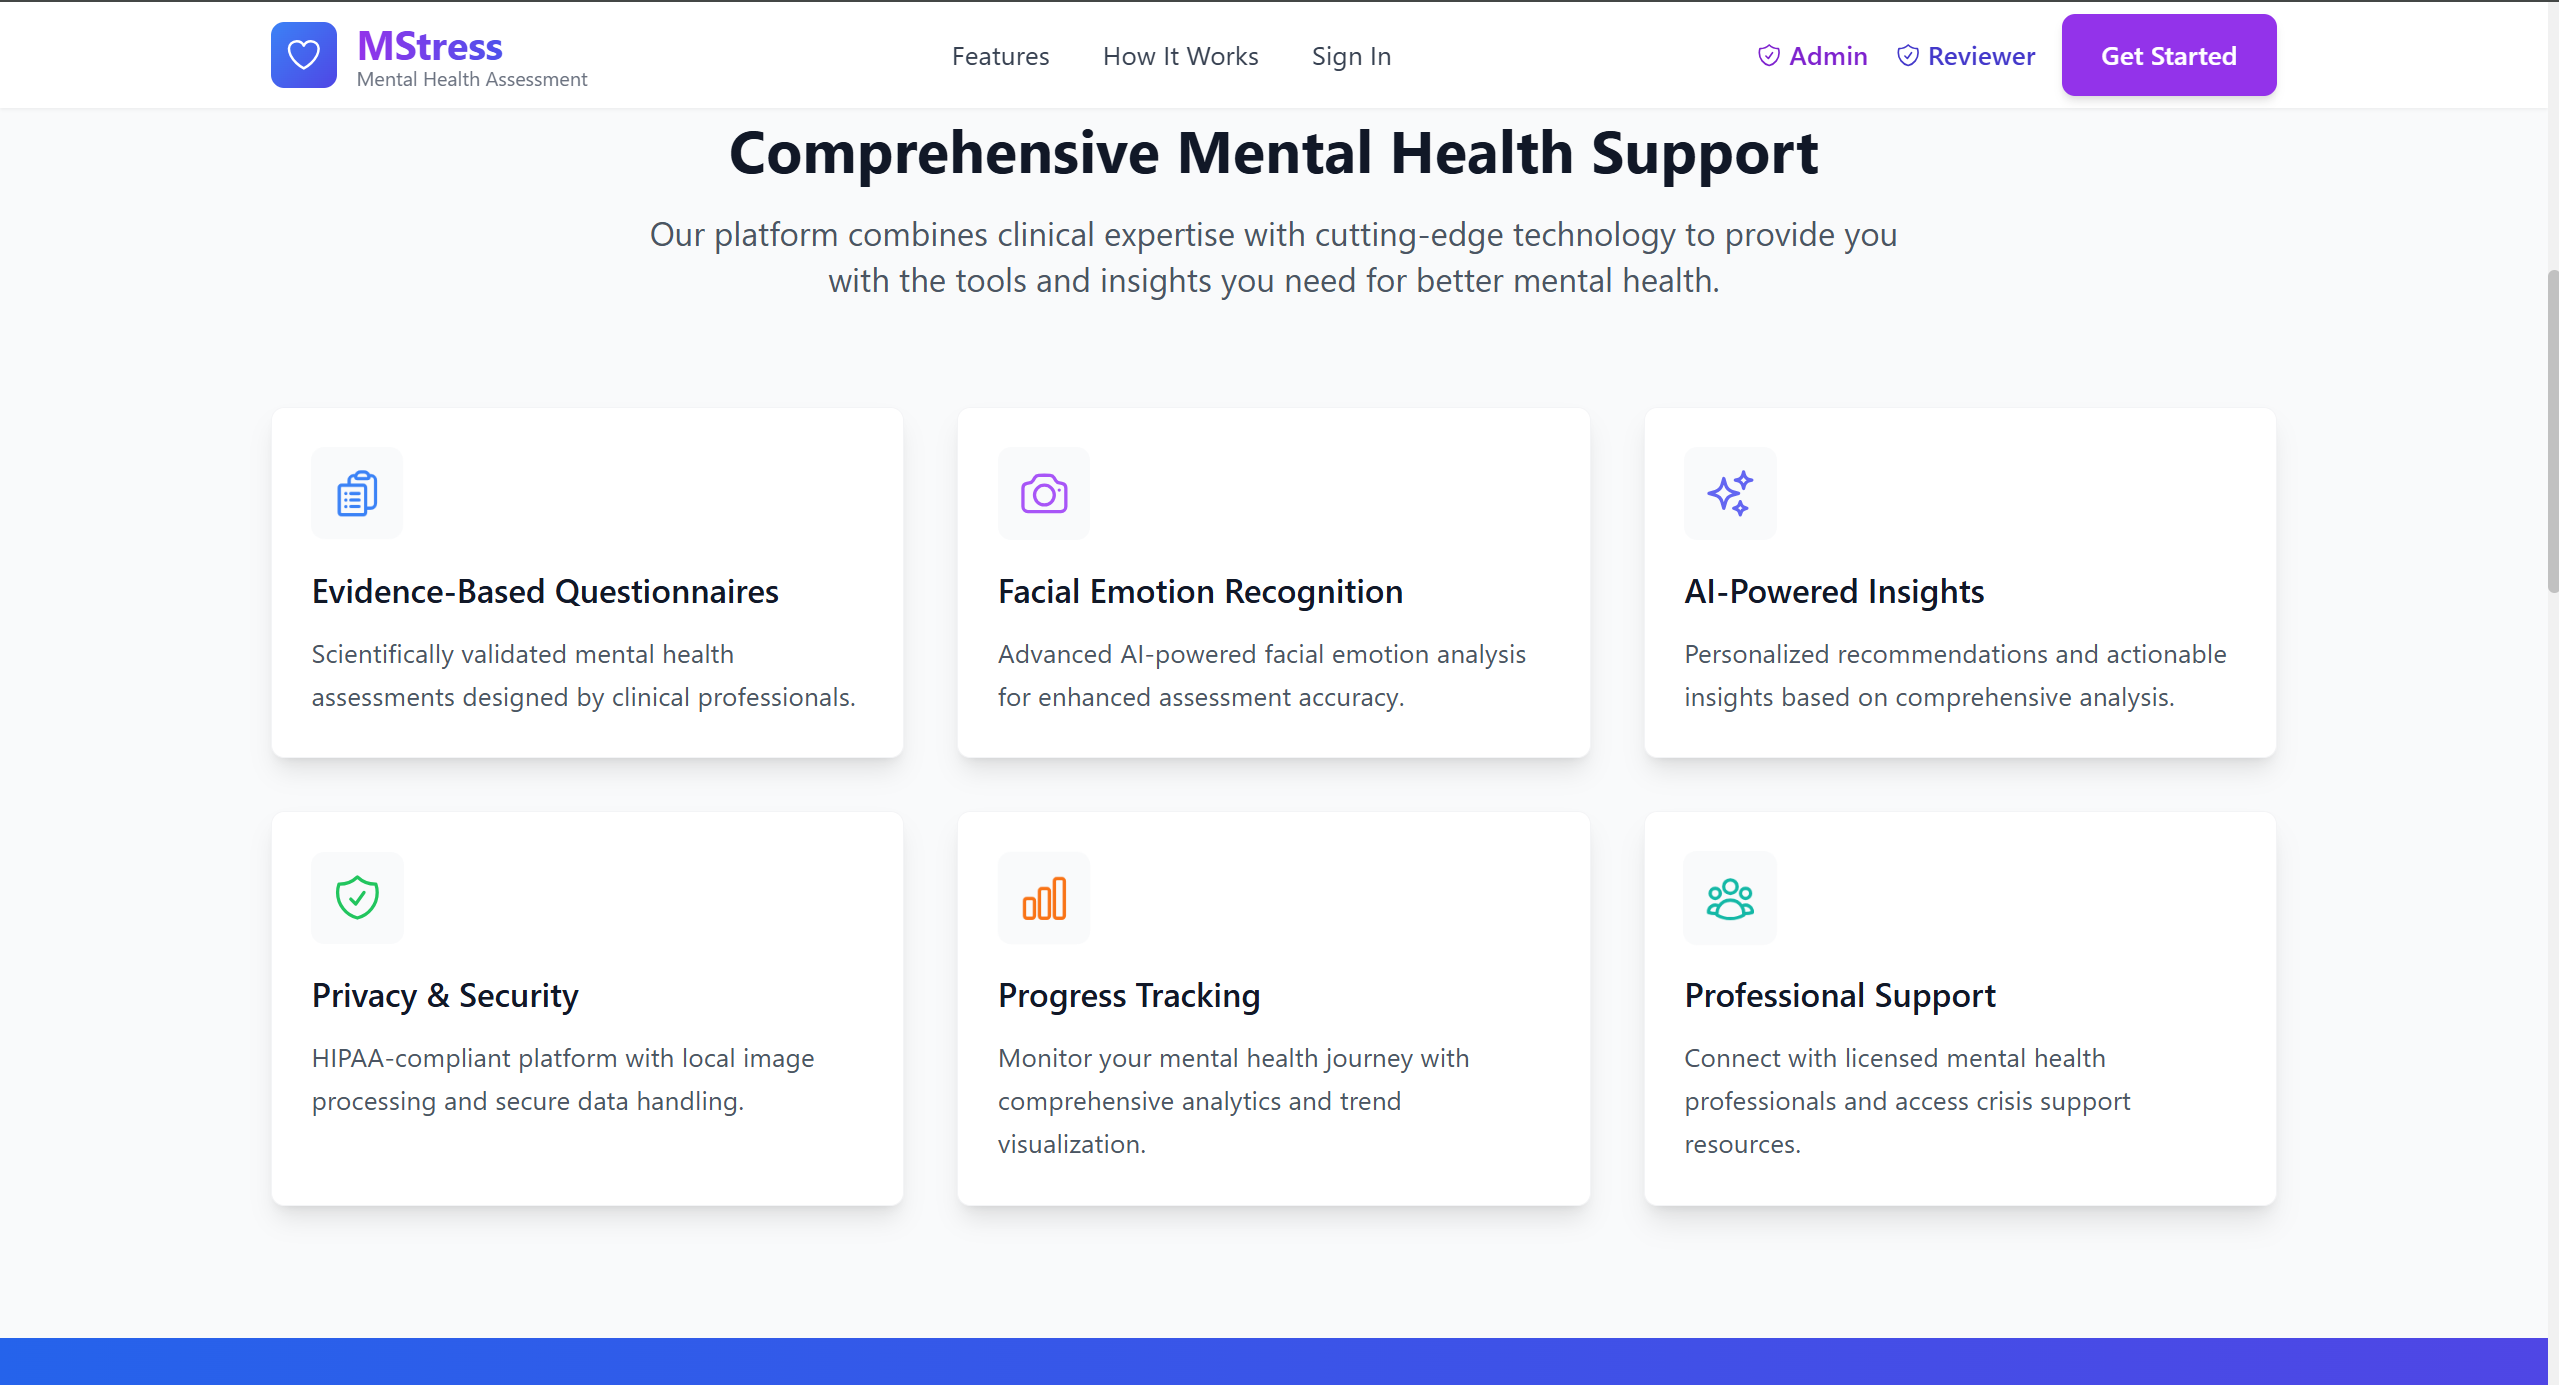 MStress
Mental Health Assessment
Features
How It Works
Sign In
Admin
Reviewer
Get Started
Comprehensive Mental Health Support
Our platform combines clinical expertise with cutting-edge technology to provide you
with the tools and insights you need for better mental health.
Evidence-Based Questionnaires
Scientifically validated mental health
assessments designed by clinical professionals.
Facial Emotion Recognition
Advanced AI-powered facial emotion analysis
for enhanced assessment accuracy.
AI-Powered Insights
Personalized recommendations and actionable
insights based on comprehensive analysis.
Privacy & Security
HIPAA-compliant platform with local image
processing and secure data handling.
Progress Tracking
Monitor your mental health journey with
comprehensive analytics and trend
visualization.
Professional Support
Connect with licensed mental health
professionals and access crisis support
resources.